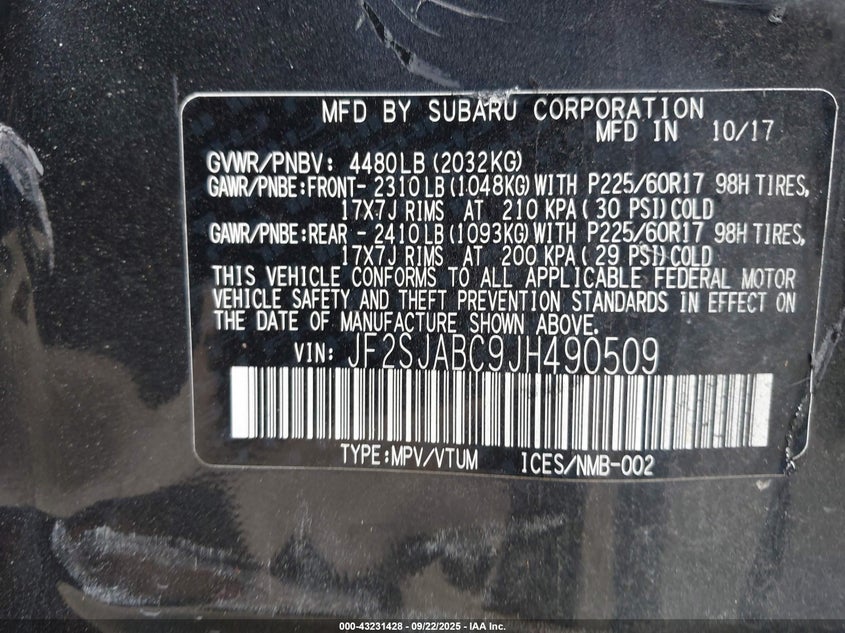 MFD BY SUBARU CORPORATION
MFD IN 10/17
GVWR/PNBV: 4480LB(2032KG)
GAWR/PNBE:FRONT-2310LB(1048KG)WITH P225/60R17 98H TIRES,
17X7J RIMS AT 210 KPA(30 PSI)COLD
GAWR/PNBE:REAR -2410LB(1093KG)WITH P225/60R17 98H TIRES,
17X7J RIMS AT 200 KPA(29 PSI)COLD
THIS VEHICLE CONFORMS TO ALL APPLICABLE FEDERAL MOTOR
VEHICLE SAFETY AND THEFT PREVENTION STANDARDS IN EFFECT ON
THE DATE OF MANUFACTURE SHOWN ABOVE.
VIN: JF2SJABC9JH490509
TYPE:MPV/VTUM ICES/NMB-002
000-43231428 - 09/22/2025 - IAA Inc.